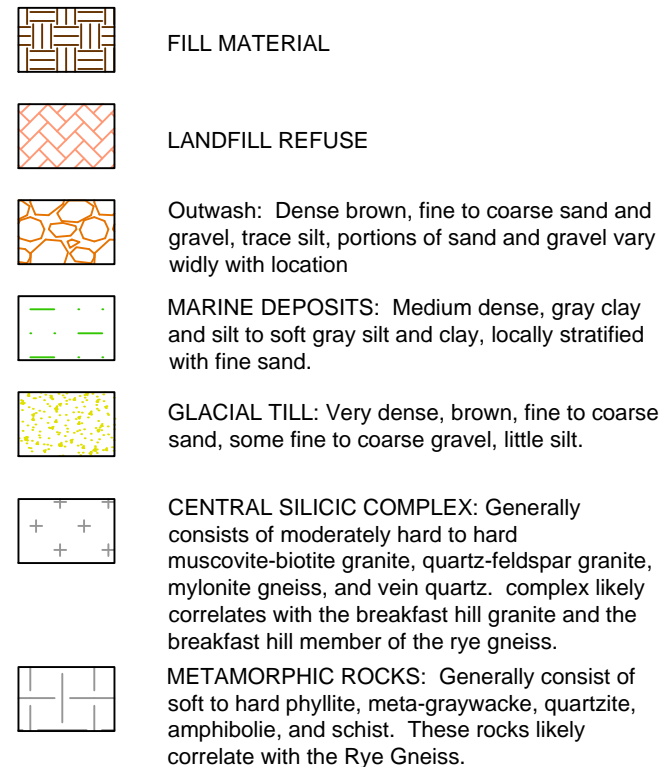 FILL MATERIAL
LANDFILL REFUSE
Outwash:  Dense brown, fine to coarse sand and
gravel, trace silt, portions of sand and gravel vary
widly with location
MARINE DEPOSITS:  Medium dense, gray clay
and silt to soft gray silt and clay, locally stratified
with fine sand.
GLACIAL TILL: Very dense, brown, fine to coarse
sand, some fine to coarse gravel, little silt.
CENTRAL SILICIC COMPLEX: Generally
consists of moderately hard to hard
muscovite-biotite granite, quartz-feldspar granite,
mylonite gneiss, and vein quartz.  complex likely
correlates with the breakfast hill granite and the
breakfast hill member of the rye gneiss.
METAMORPHIC ROCKS:  Generally consist of
soft to hard phyllite, meta-graywacke, quartzite,
amphibolie, and schist.  These rocks likely
correlate with the Rye Gneiss.